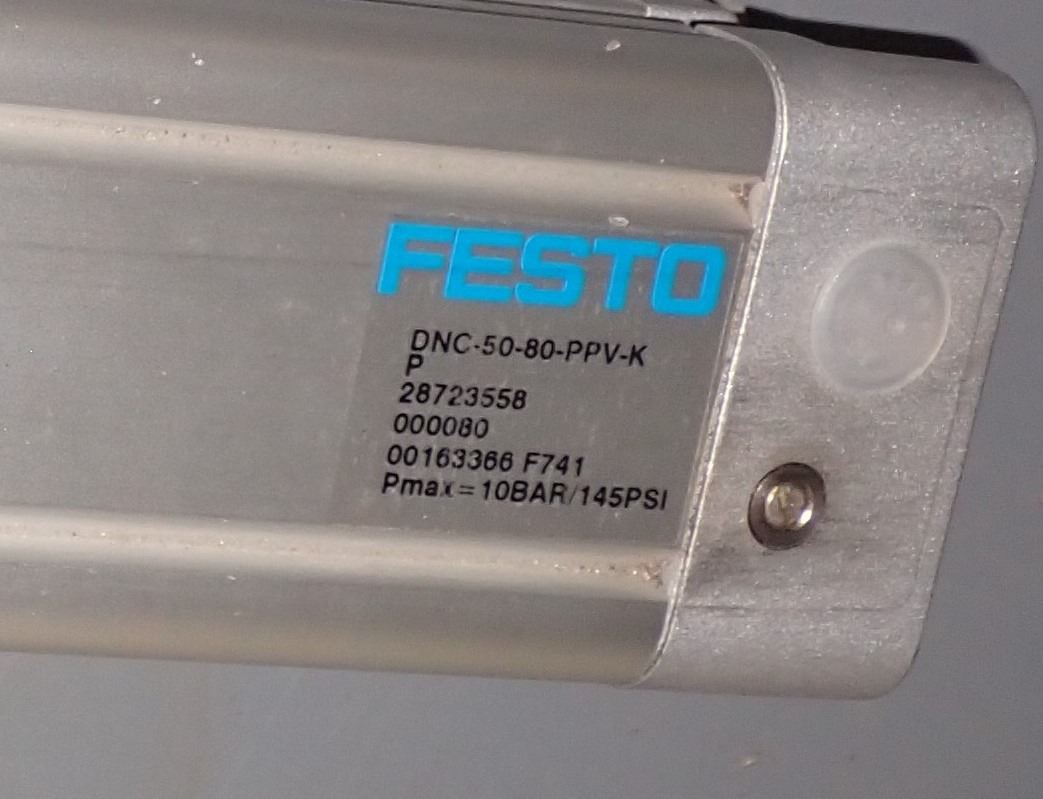 FESTO
DNC-50-80-PPV-K
P
28723558
000080
00163366 F741
Pmax=10BAR/145PSI